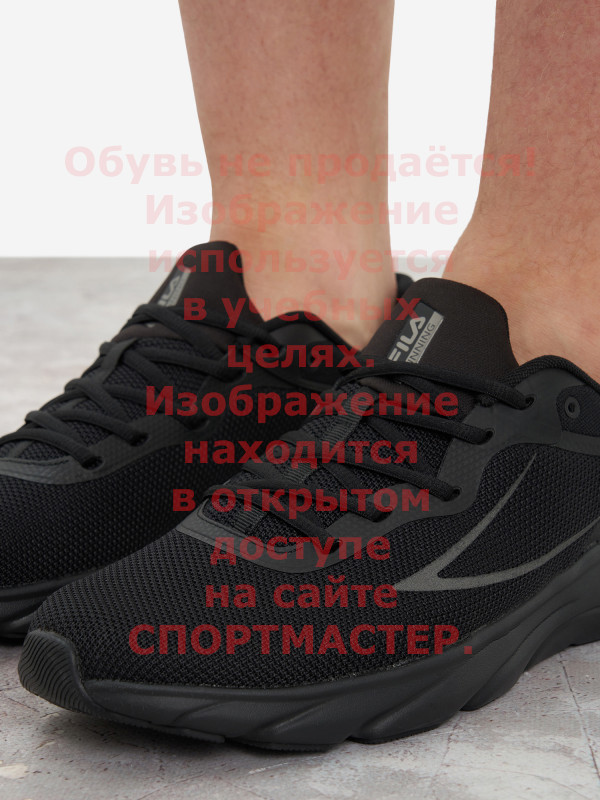 Обувь не продаётся!
Изображение
используется
в учебных
целях.
Изображение
находится
в открытом
доступе
на сайте
СПОРТМАСТЕР.
FILA
RUNNING